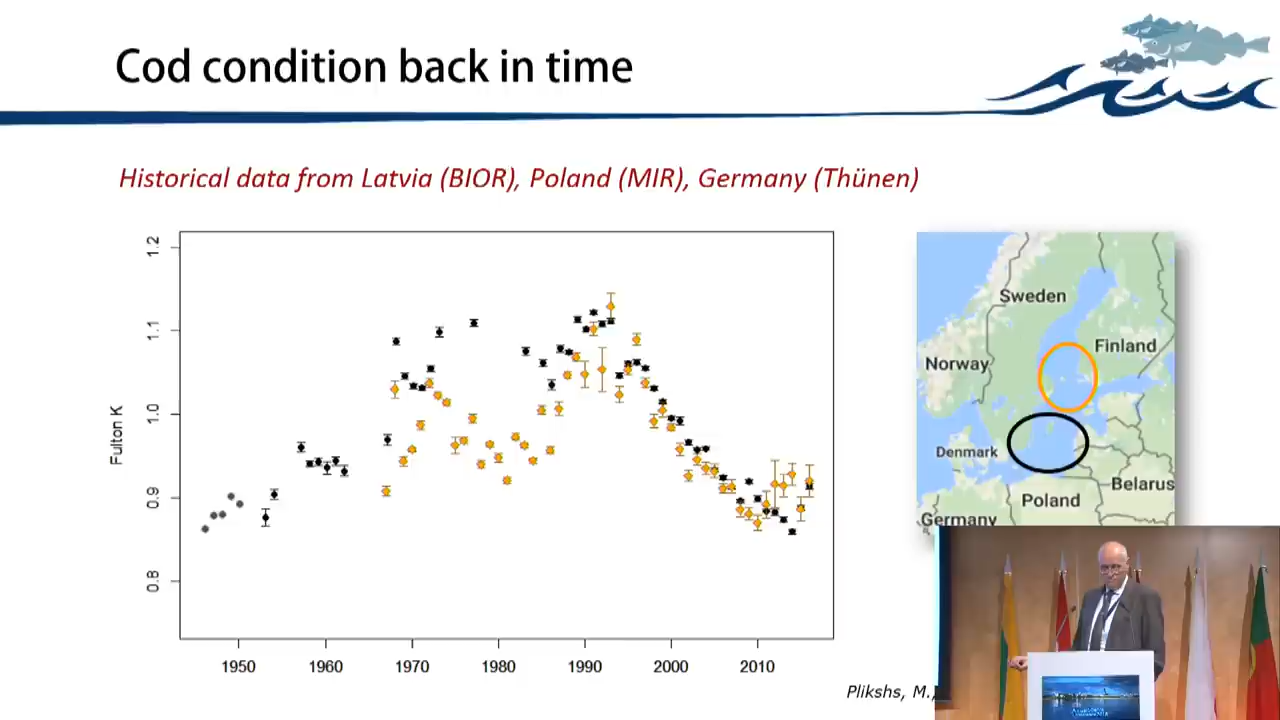 Cod condition back in time
Historical data from Latvia (BIOR), Poland (MIR), Germany (Thünen)
Fulton K
1.2
1.1
1.0
0.9
0.8
1950 1960 1970 1980 1990 2000 2010
Sweden
Finland
Norway
Denmark
Belarus
Poland
Germany
Plikshs, M.,